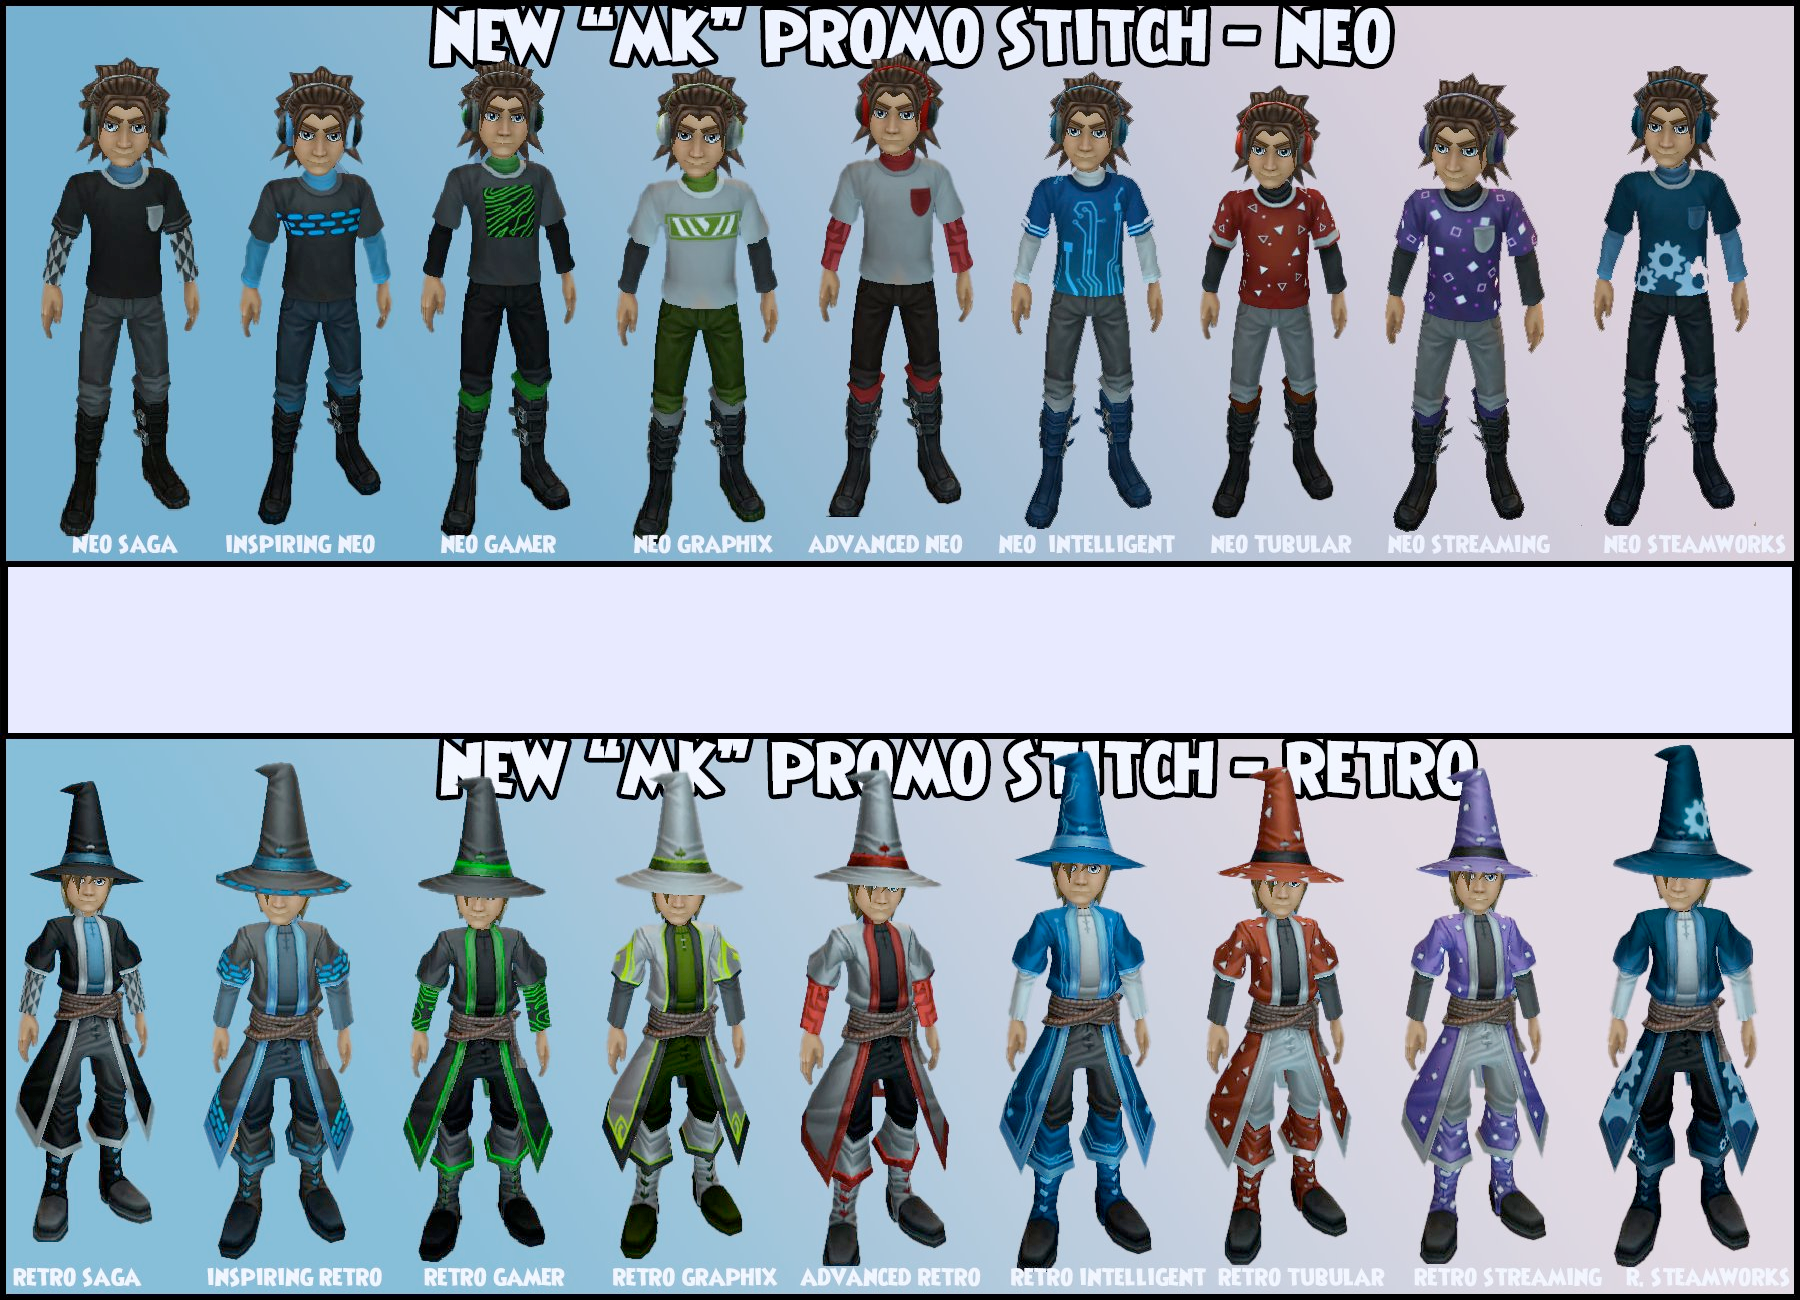 NEW "MK" PROMO STITCH - NEO
NEO SAGA
INSPIRING NEO
NEO GAMER
NEO GRAPHIX
ADVANCED NEO
NEO INTELLIGENT
NEO TUBULAR
NEO STREAMING
NEO STEAMWORKS
NEW "MK" PROMO STITCH - RETRO
RETRO SAGA
INSPIRING RETRO
RETRO GAMER
RETRO GRAPHIX
ADVANCED RETRO
RETRO INTELLIGENT
RETRO TUBULAR
RETRO STREAMING
R. STEAMWORKS